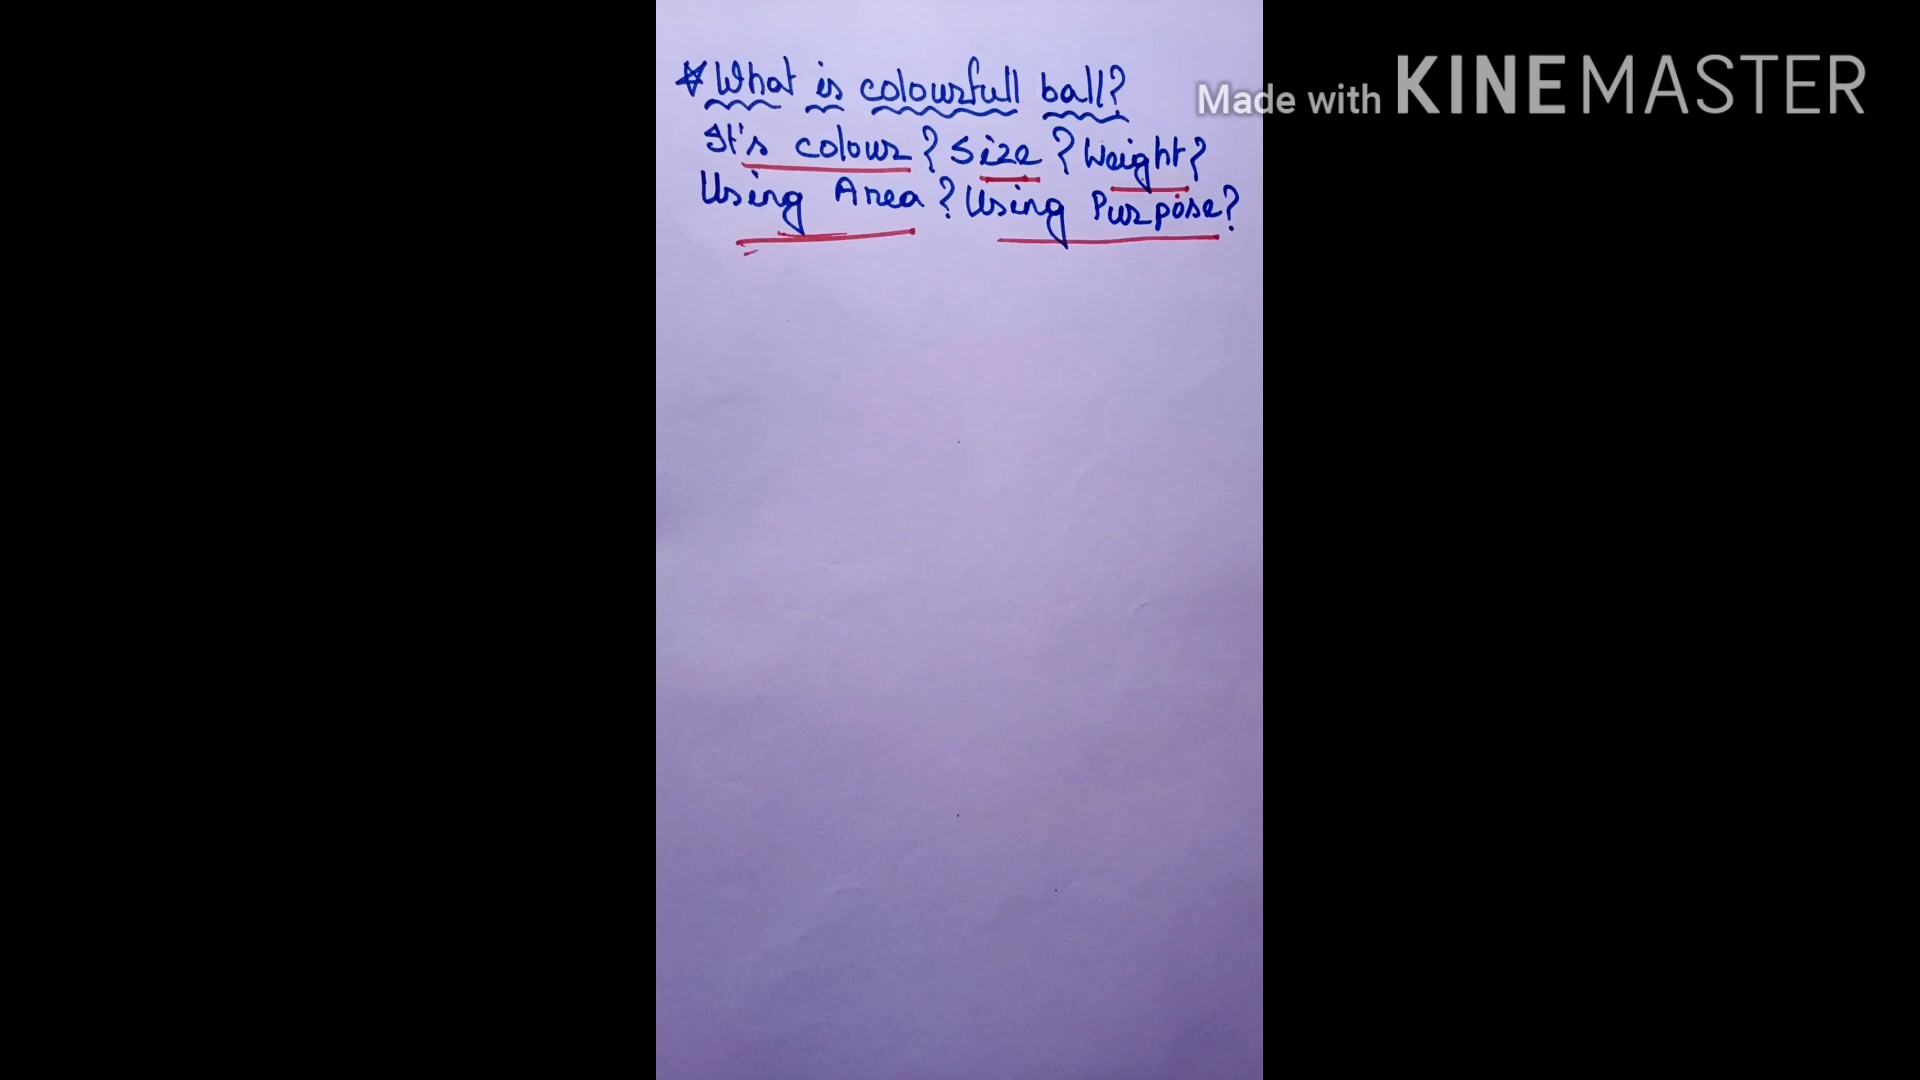 * What is colourfull ball?
It's colour? Size? Weight?
Using Area? Using Purpose?
Made with KINEMASTER